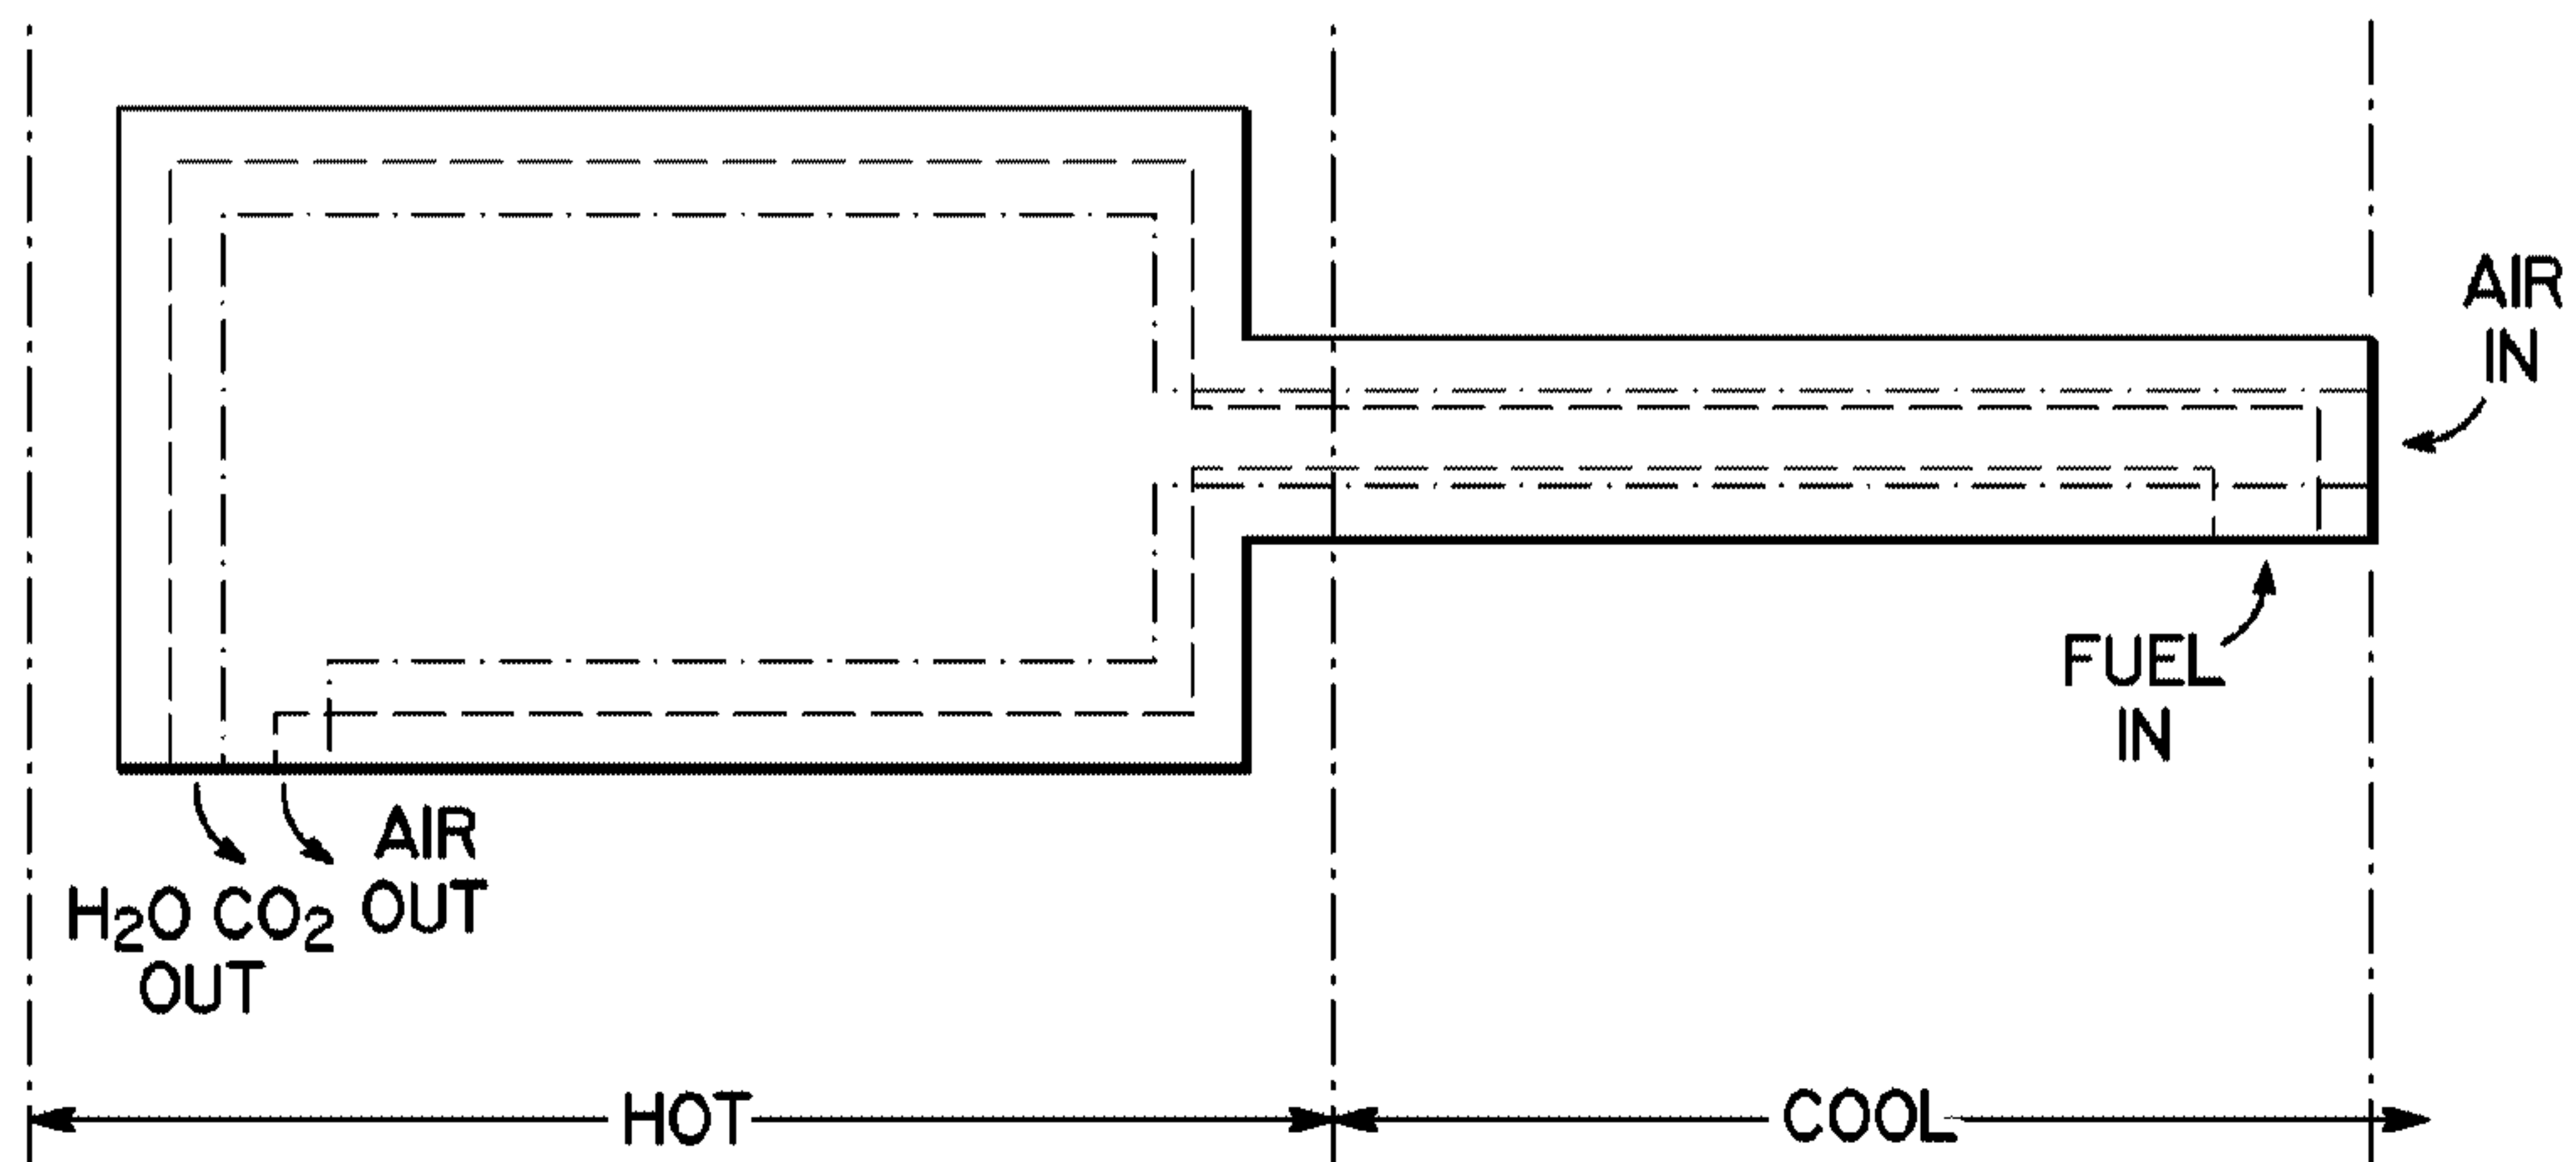 AIR
IN
FUEL
IN
AIR
OUT
H₂O CO₂
OUT
HOT
COOL